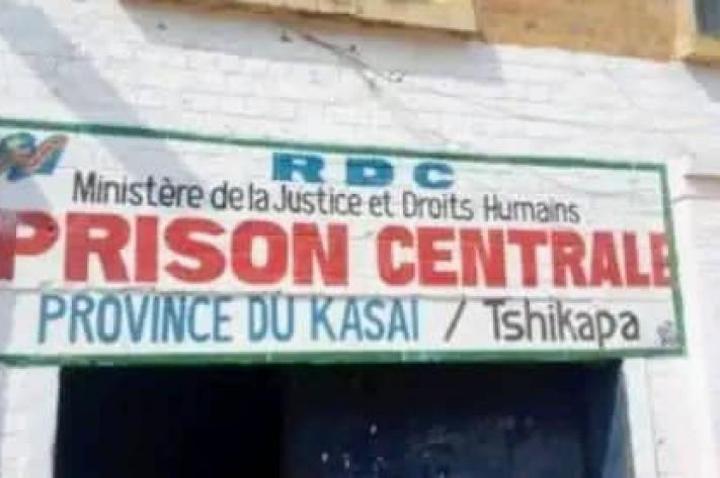 RDC
Ministère de la Justice et Droits Humains
PRISON CENTRALE
PROVINCE DU KASAI / Tshikapa